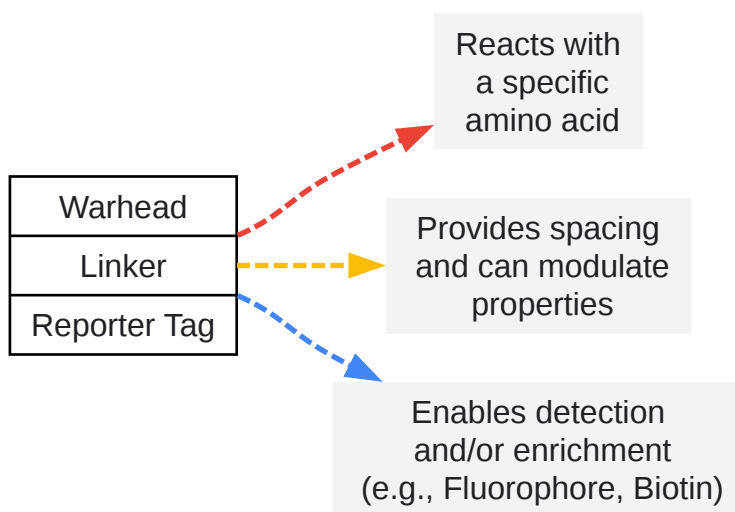 Reacts with
a specific
amino acid
Warhead
Linker
Reporter Tag
Provides spacing
and can modulate
properties
Enables detection
and/or enrichment
(e.g., Fluorophore, Biotin)